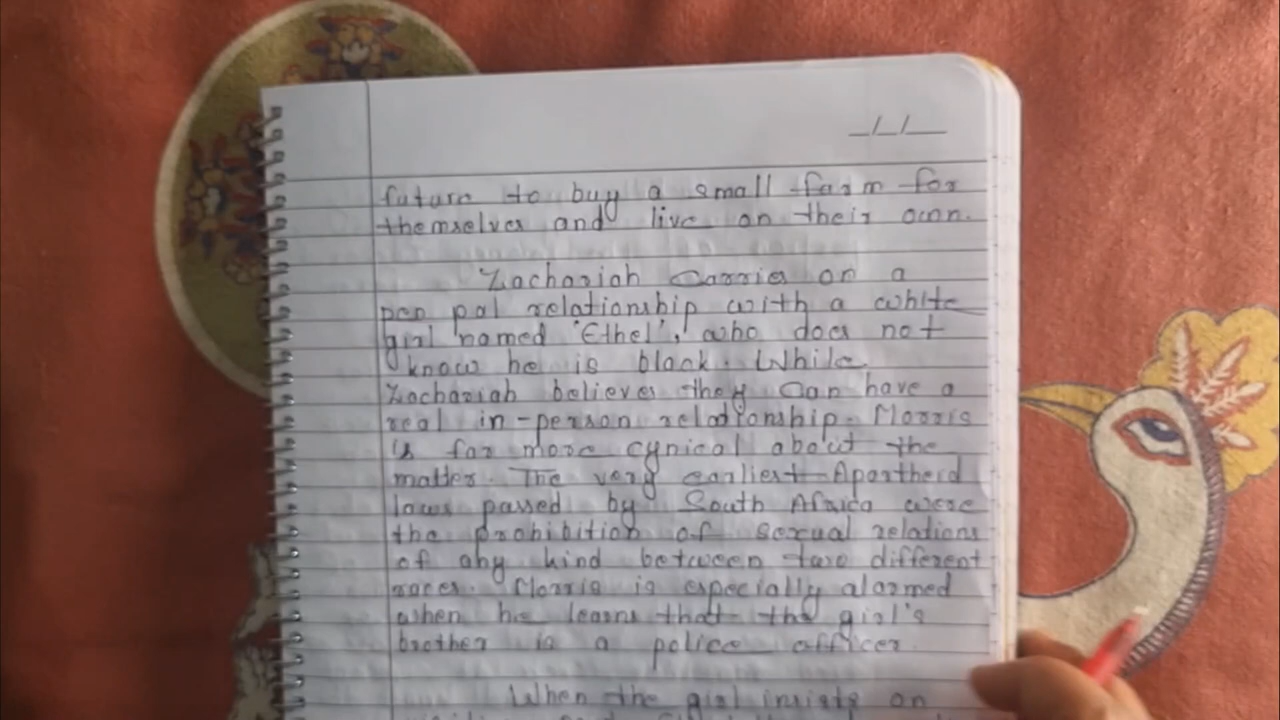 _/_/__
future to buy a small farm for
themselves and live on their own.
Zachariah Carries on a
pen pal relationship with a white
girl named 'Ethel', who does not
know he is black. While
Zachariah believes they can have a
real in-person relationship. Morris
is far more cynical about the
matter. The very earliest Apartheid
laws passed by South Africa were
the prohibition of sexual relations
of any kind between two different
races. Morris is especially alarmed
when he learns that the girl's
brother is a police officer.
When the girl insists on